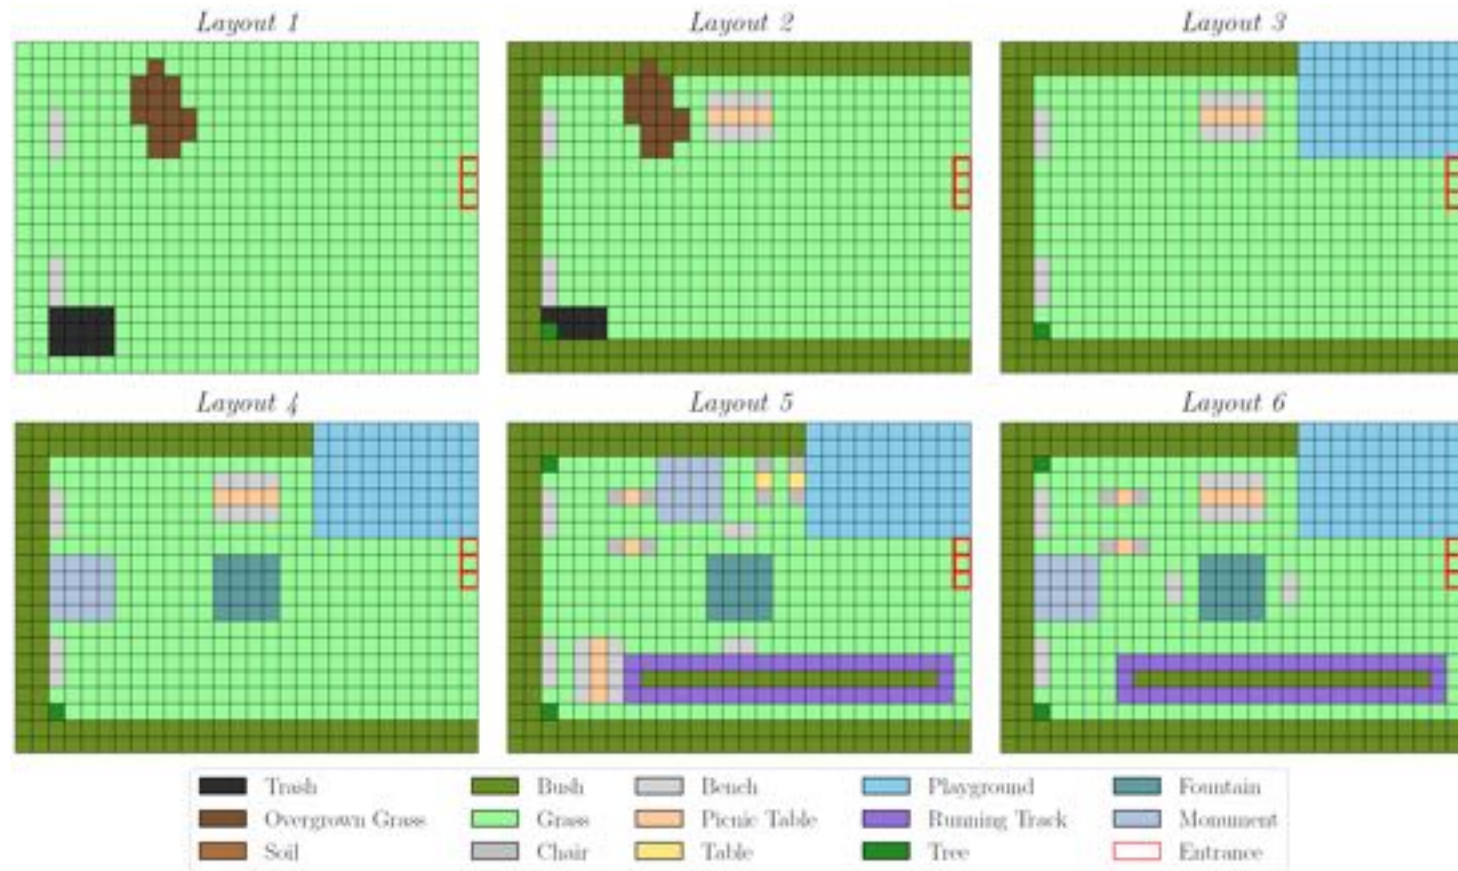 Layout 1
Layout 2
Layout 3
Layout 4
Layout 5
Layout 6
Trash
Bush
Bench
Playground
Fountain
Overgrown Grass
Grass
Picnic Table
Running Track
Monument
Soil
Chair
Table
Tree
Entrance